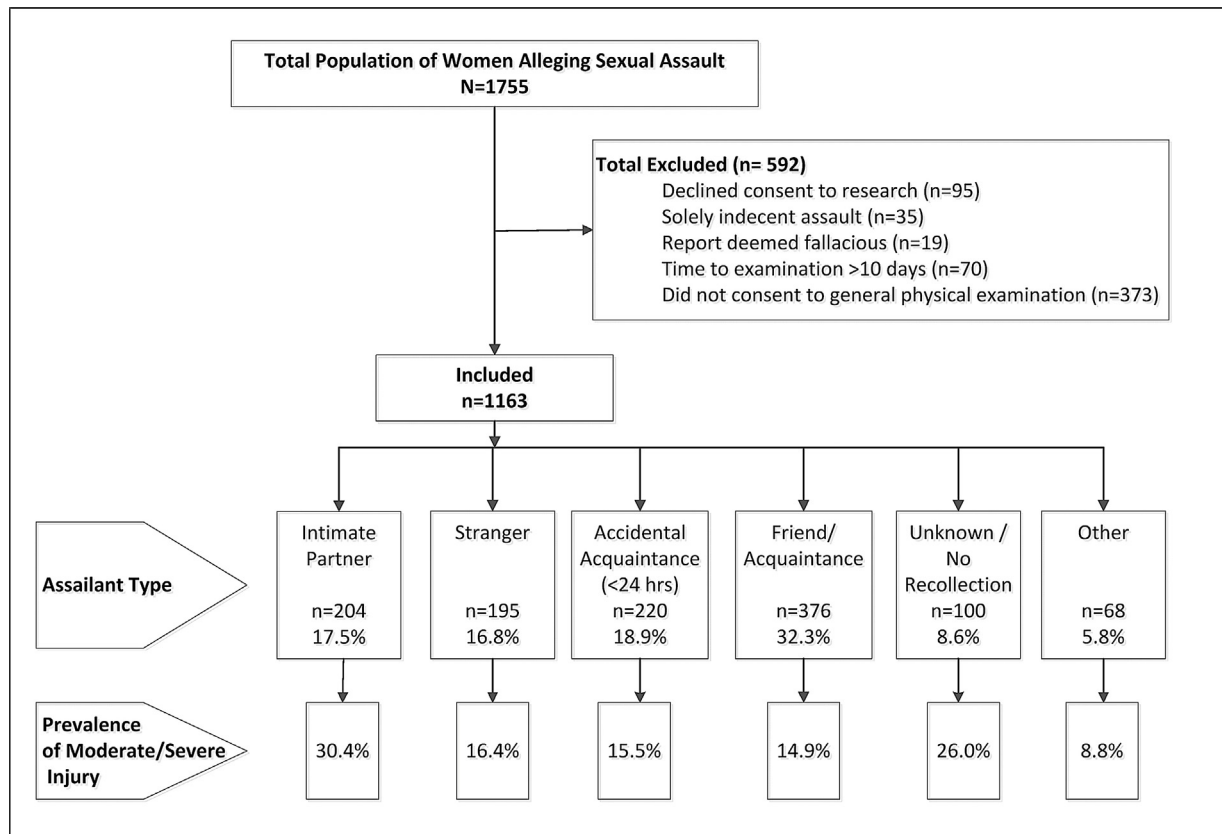 Total Population of Women Alleging Sexual Assault
N=1755
Total Excluded (n= 592)
Declined consent to research (n=95)
Solely indecent assault (n=35)
Report deemed fallacious (n=19)
Time to examination >10 days (n=70)
Did not consent to general physical examination (n=373)
Included
n=1163
Assailant Type
Intimate
Partner
n=204
17.5%
Stranger
n=195
16.8%
Accidental
Acquaintance
(<24 hrs)
n=220
18.9%
Friend/
Acquaintance
n=376
32.3%
Unknown /
No
Recollection
n=100
8.6%
Other
n=68
5.8%
Prevalence
of Moderate/Severe
Injury
30.4%
16.4%
15.5%
14.9%
26.0%
8.8%